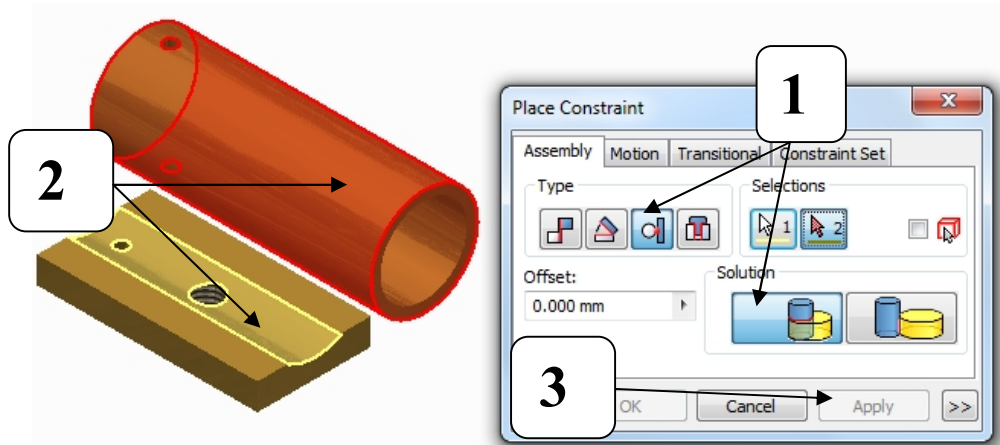 1
Place Constraint
Assembly Motion Transitional Constraint Set
2
Type
Selections
1 2
Offset:
Solution
0.000 mm
3
OK Cancel Apply >>